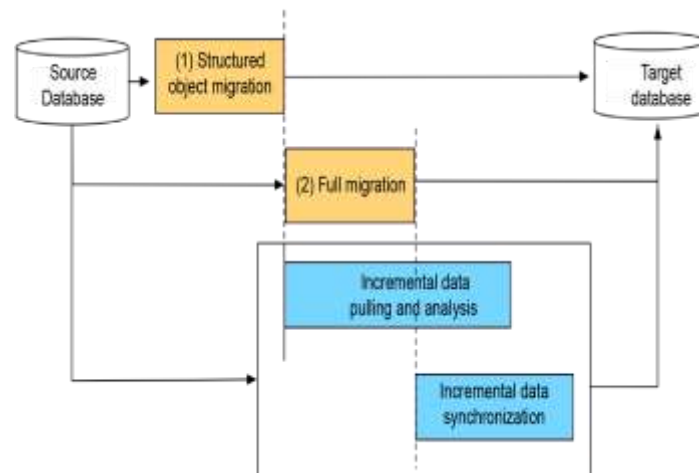 Source
Database
(1) Structured
object migration
Target
database
(2) Full migration
Incremental data
pulling and analysis
Incremental data
synchronization